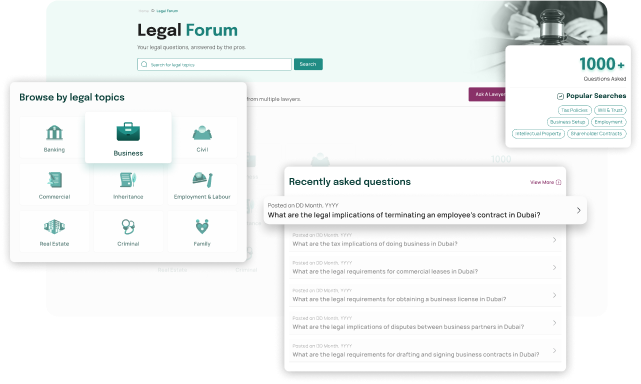 Home
Legal Forum
Legal Forum
Your legal questions, answered by the pros.
Search for legal topics
Search
1000+
Questions Asked
Popular Searches
Tax Policies
Will & Trust
Business Setup
Employment
Intellectual Property
Shareholder Contracts
Ask A Lawyer
from multiple lawyers
Browse by legal topics
Banking
Business
Civil
Commercial
Inheritance
Employment & Labour
Real Estate
Criminal
Family
Recently asked questions
View More
Posted on DD Month, YYYY
What are the legal implications of terminating an employee's contract in Dubai?
Posted on DD Month, YYYY
What are the tax implications of doing business in Dubai?
Posted on DD Month, YYYY
What are the legal requirements for commercial leases in Dubai?
Posted on DD Month, YYYY
What are the legal requirements for obtaining a business license in Dubai?
Posted on DD Month, YYYY
What are the legal implications of disputes between business partners in Dubai?
Posted on DD Month, YYYY
What are the legal requirements for drafting and signing business contracts in Dubai?